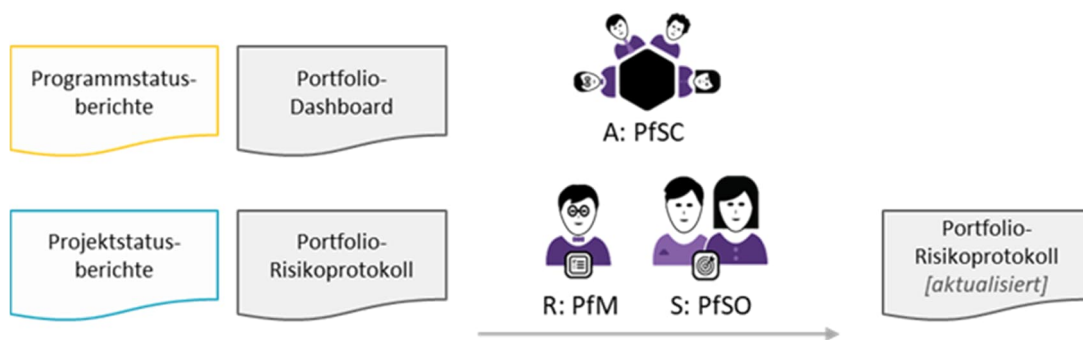 Programmstatus-
berichte
Portfolio-
Dashboard
A: PfSC
Projektstatus-
berichte
Portfolio-
Risikoprotokoll
R: PfM
S: PfSO
Portfolio-
Risikoprotokoll
[aktualisiert]